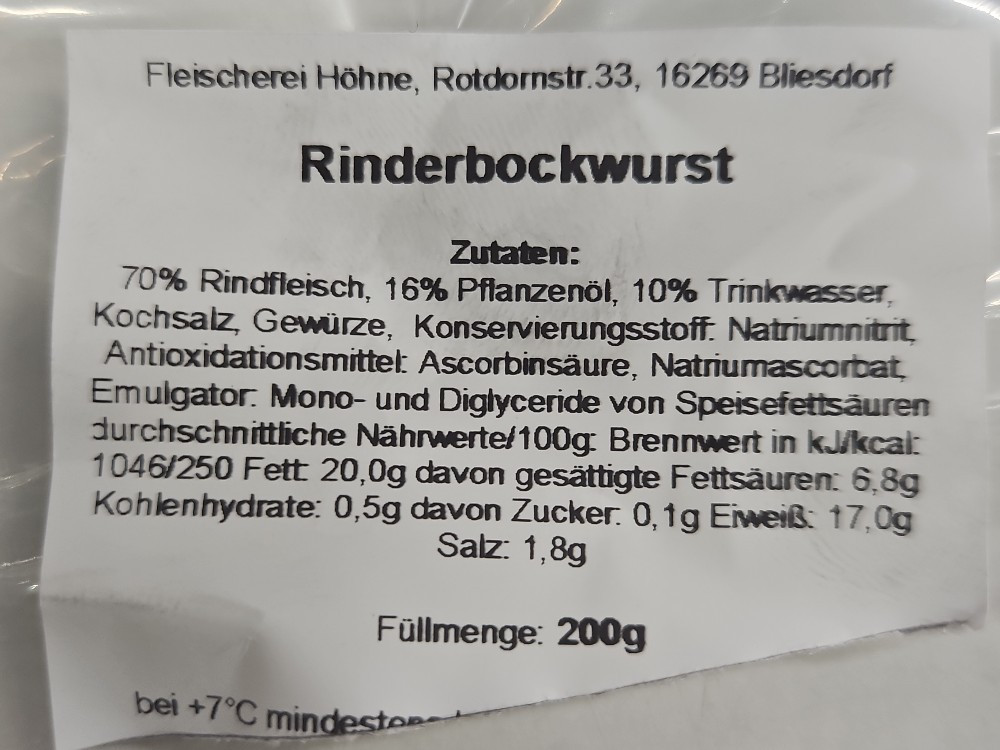 Fleischerei Höhne, Rotdornstr.33, 16269 Bliesdorf
Rinderbockwurst
Zutaten:
70% Rindfleisch, 16% Pflanzenöl, 10% Trinkwasser,
Kochsalz, Gewürze, Konservierungsstoff: Natriumnitrit,
Antioxidationsmittel: Ascorbinsäure, Natriumascorbat,
Emulgator: Mono- und Diglyceride von Speisefettsäuren
durchschnittliche Nährwerte/100g: Brennwert in kJ/kcal:
1046/250 Fett: 20,0g davon gesättigte Fettsäuren: 6,8g
Kohlenhydrate: 0,5g davon Zucker: 0,1g Eiweiß: 17,0g
Salz: 1,8g
Füllmenge: 200g
bei +7°C